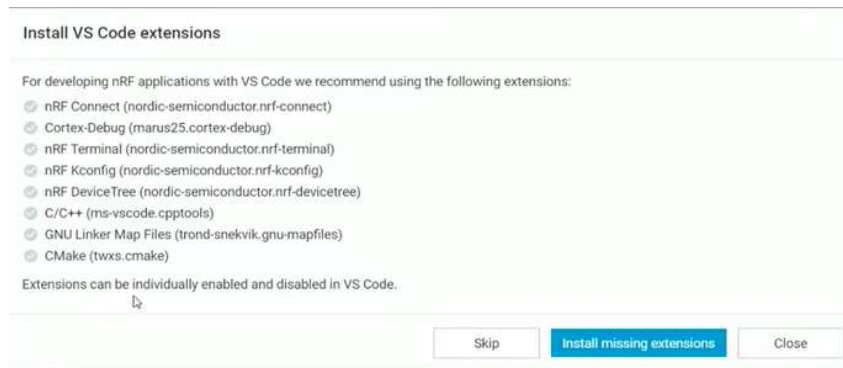 Install VS Code extensions
For developing nRF applications with VS Code we recommend using the following extensions:
nRF Connect (nordic-semiconductor.nrf-connect)
Cortex-Debug (marus25.cortex-debug)
nRF Terminal (nordic-semiconductor.nrf-terminal)
nRF Kconfig (nordic-semiconductor.nrf-kconfig)
nRF DeviceTree (nordic-semiconductor.nrf-devicetree)
C/C++ (ms-vscode.cpptools)
GNU Linker Map Files (trond-snekvik.gnu-mapfiles)
CMake (twxs.cmake)
Extensions can be individually enabled and disabled in VS Code.
Skip Install missing extensions Close